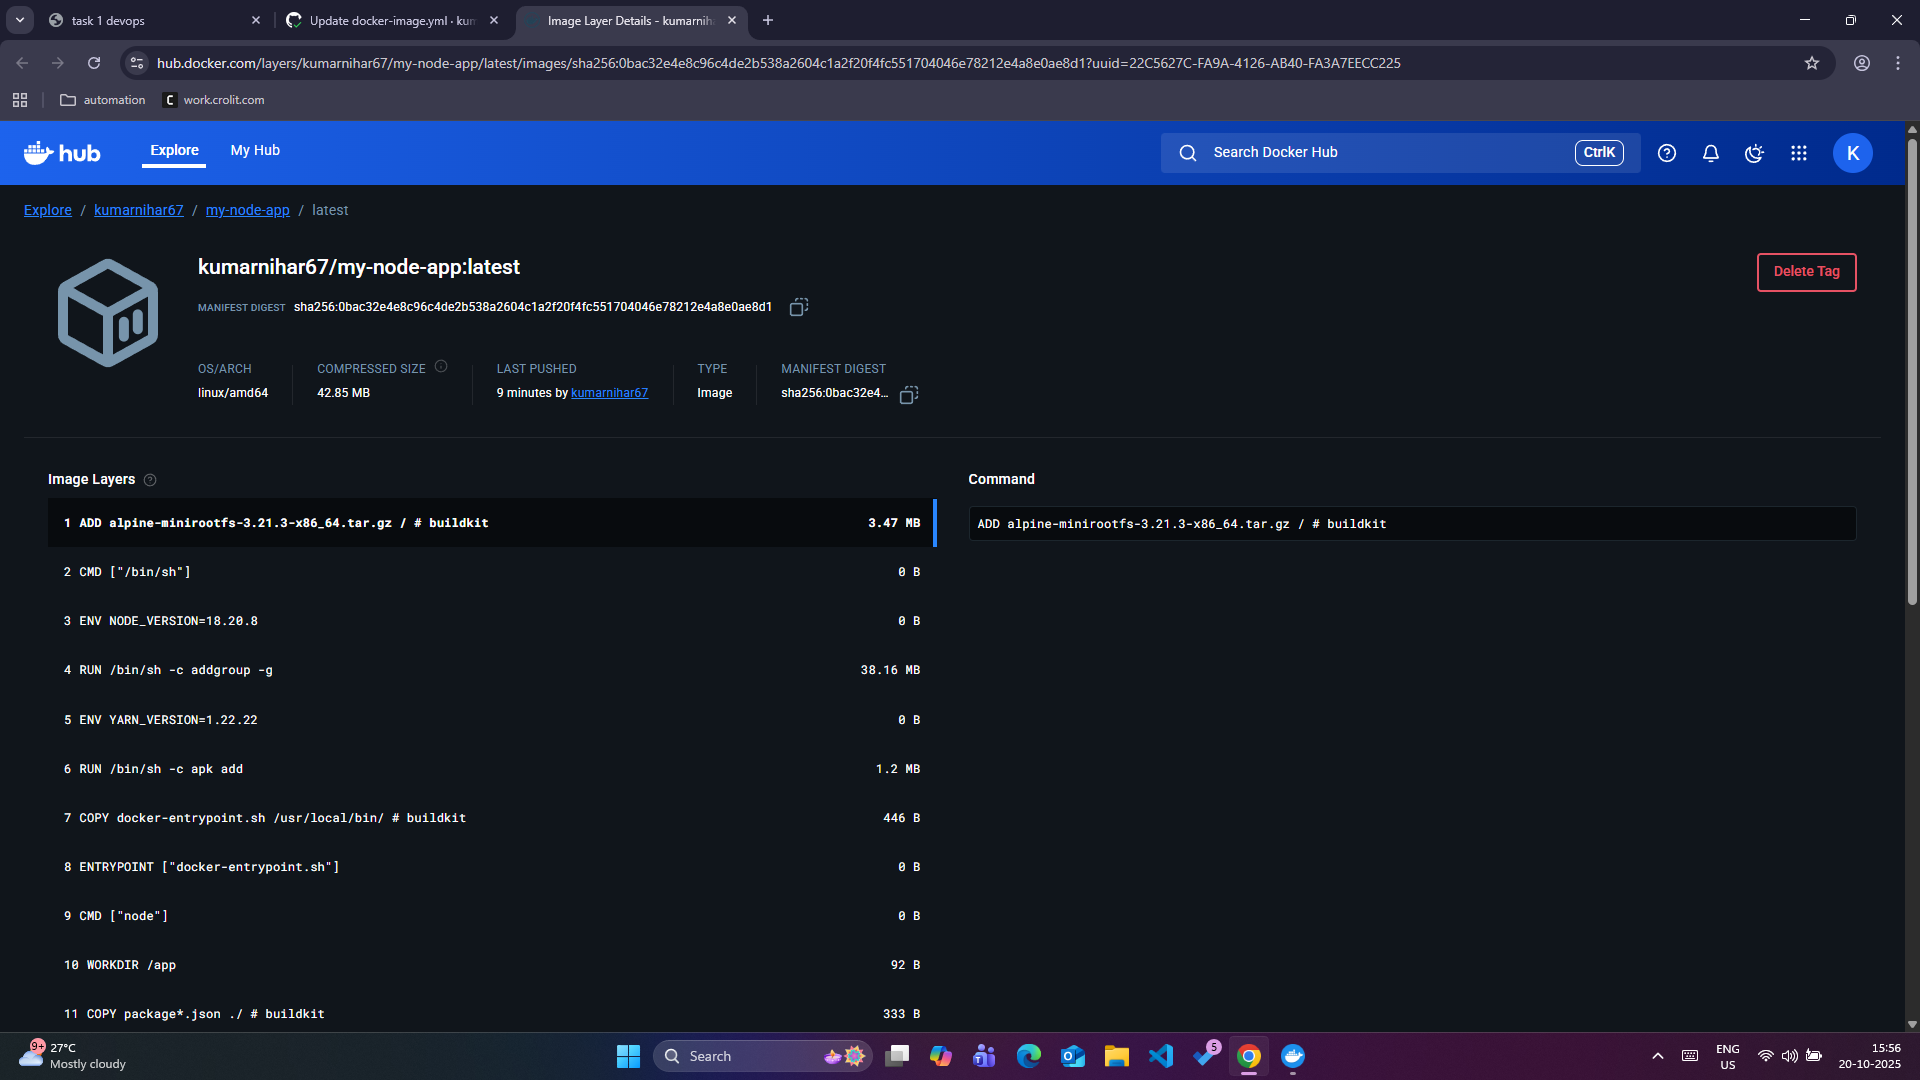 task 1 devops
Update docker-image.yml · kum
Image Layer Details - kumarniha
hub.docker.com/layers/kumarnihar67/my-node-app/latest/images/sha256:0bac32e4e8c96c4de2b538a2604c1a2f20f4fc551704046e78212e4a8e0ae8d1?uuid=22C5627C-FA9A-4126-AB40-FA3A7EECC225
automation
C work.crolit.com
hub
Explore
My Hub
Search Docker Hub
CtrlK
K
Explore / kumarnihar67 / my-node-app / latest
kumarnihar67/my-node-app:latest
Delete Tag
MANIFEST DIGEST sha256:0bac32e4e8c96c4de2b538a2604c1a2f20f4fc551704046e78212e4a8e0ae8d1
OS/ARCH
linux/amd64
COMPRESSED SIZE
42.85 MB
LAST PUSHED
9 minutes by kumarnihar67
TYPE
Image
MANIFEST DIGEST
sha256:0bac32e4…
Image Layers
1 ADD alpine-minirootfs-3.21.3-x86_64.tar.gz / # buildkit 3.47 MB
2 CMD ["/bin/sh"] 0 B
3 ENV NODE_VERSION=18.20.8 0 B
4 RUN /bin/sh -c addgroup -g 38.16 MB
5 ENV YARN_VERSION=1.22.22 0 B
6 RUN /bin/sh -c apk add 1.2 MB
7 COPY docker-entrypoint.sh /usr/local/bin/ # buildkit 446 B
8 ENTRYPOINT ["docker-entrypoint.sh"] 0 B
9 CMD ["node"] 0 B
10 WORKDIR /app 92 B
11 COPY package*.json ./ # buildkit 333 B
Command
ADD alpine-minirootfs-3.21.3-x86_64.tar.gz / # buildkit
9+
27°C
Mostly cloudy
Search
5
ENG
US
15:56
20-10-2025